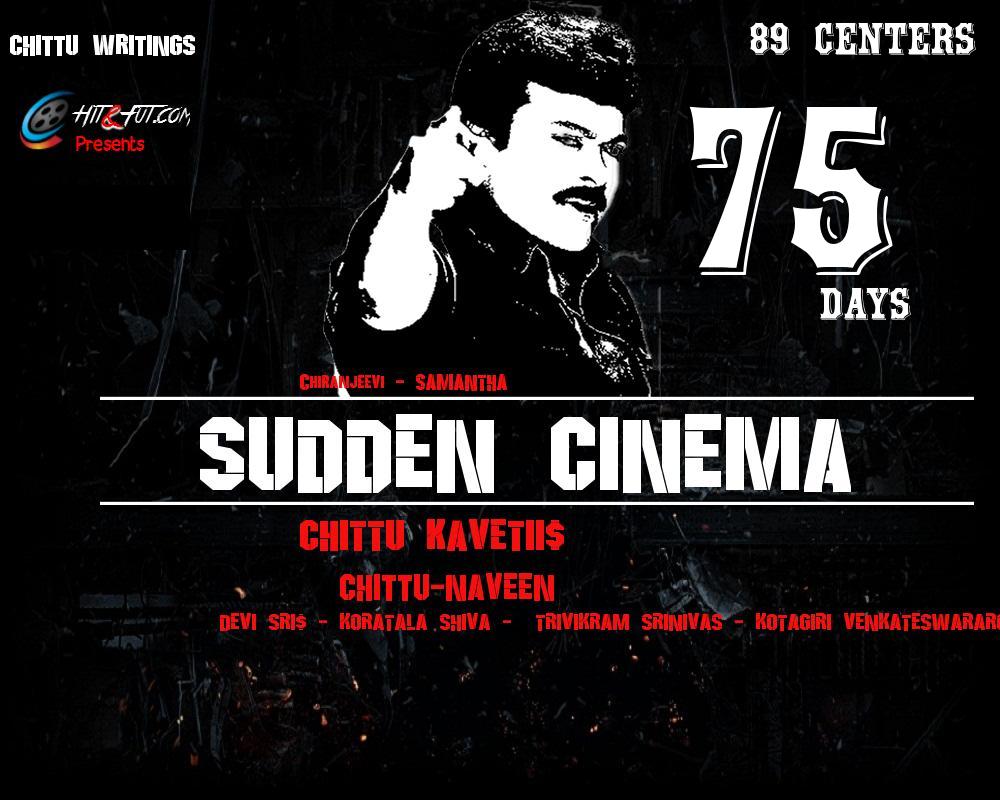 CHITTU WRITINGS
89 CENTERS
HIT&FUT.COM
Presents
75
DAYS
CHIRANJEEVI - SAMANTHA
SUDDEN CINEMA
CHITTU KAVETII$
CHITTU-NAVEEN
DEVI SRI$ - KORATALA SHIVA - TRIVIKRAM SRINIVAS - KOTAGIRI VENKATESWARAR